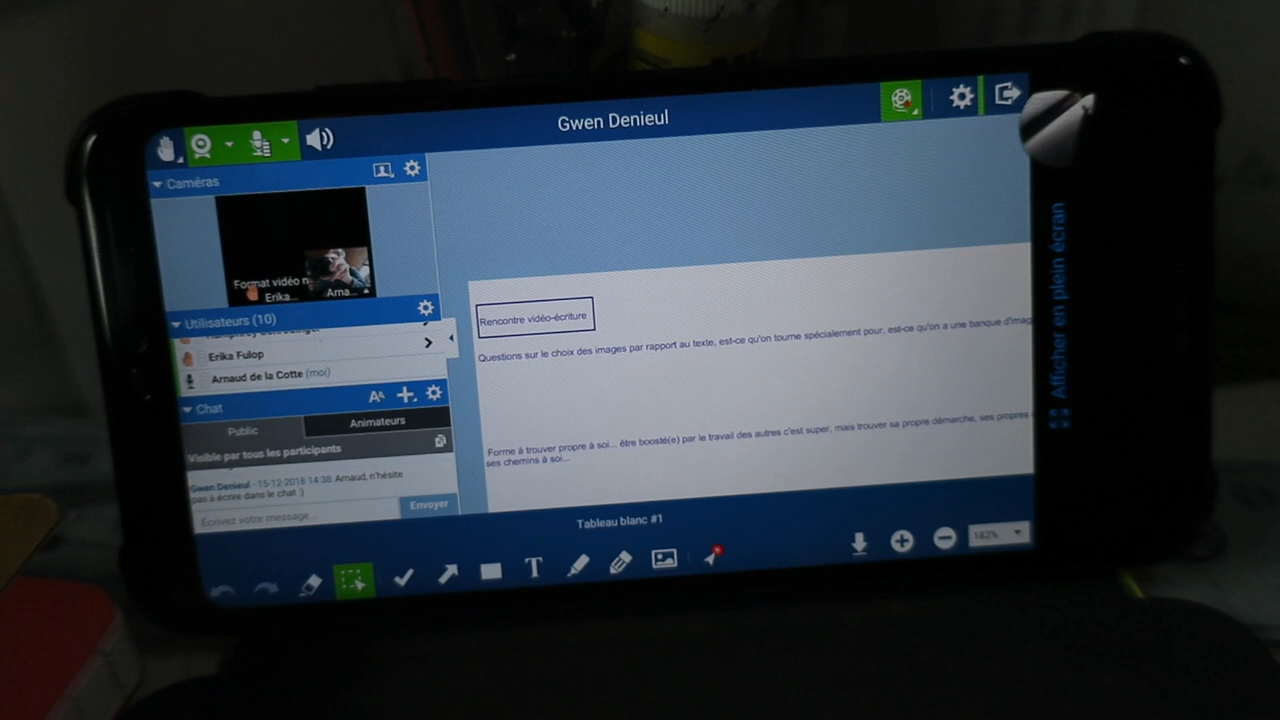 Gwen Denieul
Caméras
Format vidéo n
Erika...
Arna...
Utilisateurs (10)
Erika Fulop
Arnaud de la Cotte (moi)
Chat
Public
Animateurs
Visible par tous les participants
Gwen Denieul - 15-12-2018 14:38: Arnaud, n'hésite
pas à écrire dans le chat :)
Écrivez votre message...
Envoyer
Rencontre vidéo-écriture
Questions sur le choix des images par rapport au texte, est-ce qu'on tourne spécialement pour, est-ce qu'on a une banque d'imag
Forme à trouver propre à soi... être boosté(e) par le travail des autres c'est super, mais trouver sa propre démarche, ses propres
ses chemins à soi...
Tableau blanc #1
T
182%
Afficher en plein écran